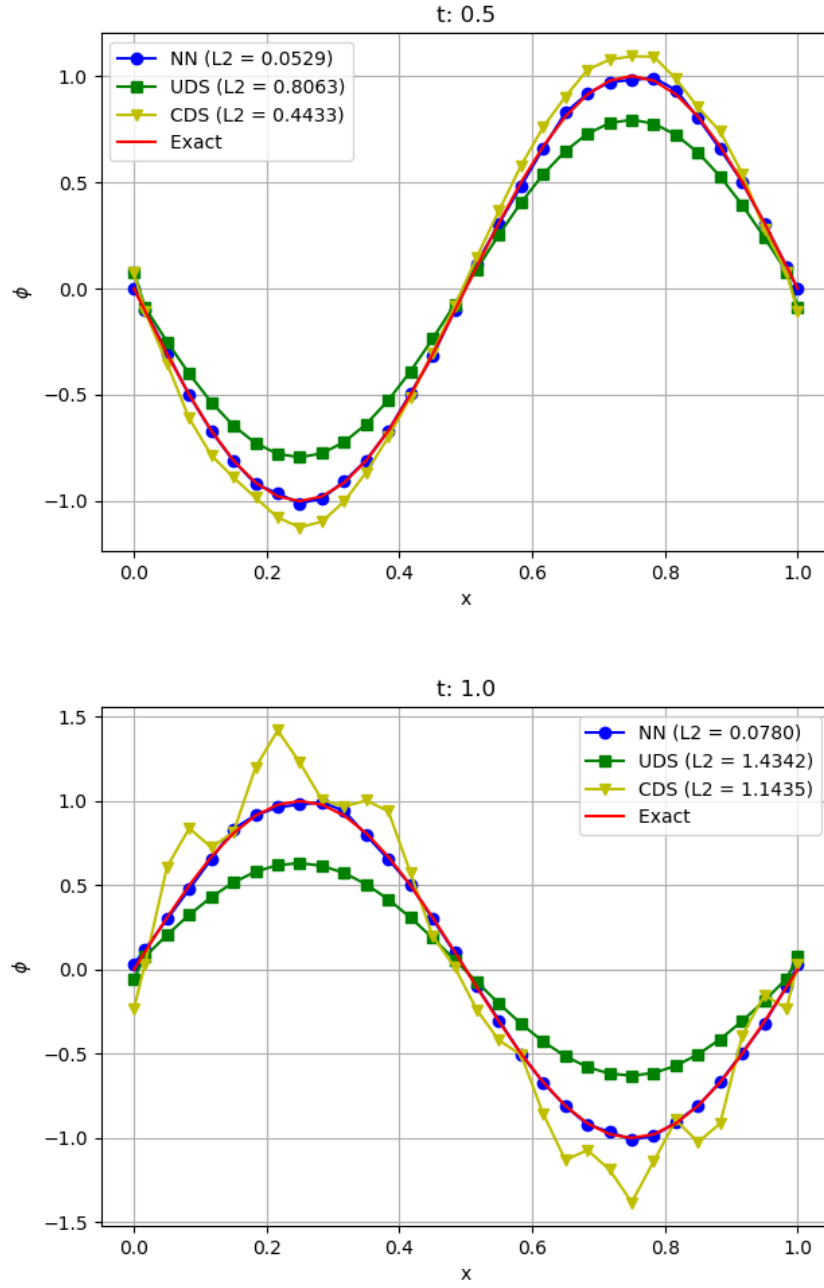 t: 0.5
NN (L2 = 0.0529)
UDS (L2 = 0.8063)
CDS (L2 = 0.4433)
Exact
1.0
0.5
0.0
−0.5
−1.0
ϕ
0.0 0.2 0.4 0.6 0.8 1.0
x
t: 1.0
NN (L2 = 0.0780)
UDS (L2 = 1.4342)
CDS (L2 = 1.1435)
Exact
1.5
1.0
0.5
0.0
−0.5
−1.0
−1.5
ϕ
0.0 0.2 0.4 0.6 0.8 1.0
x